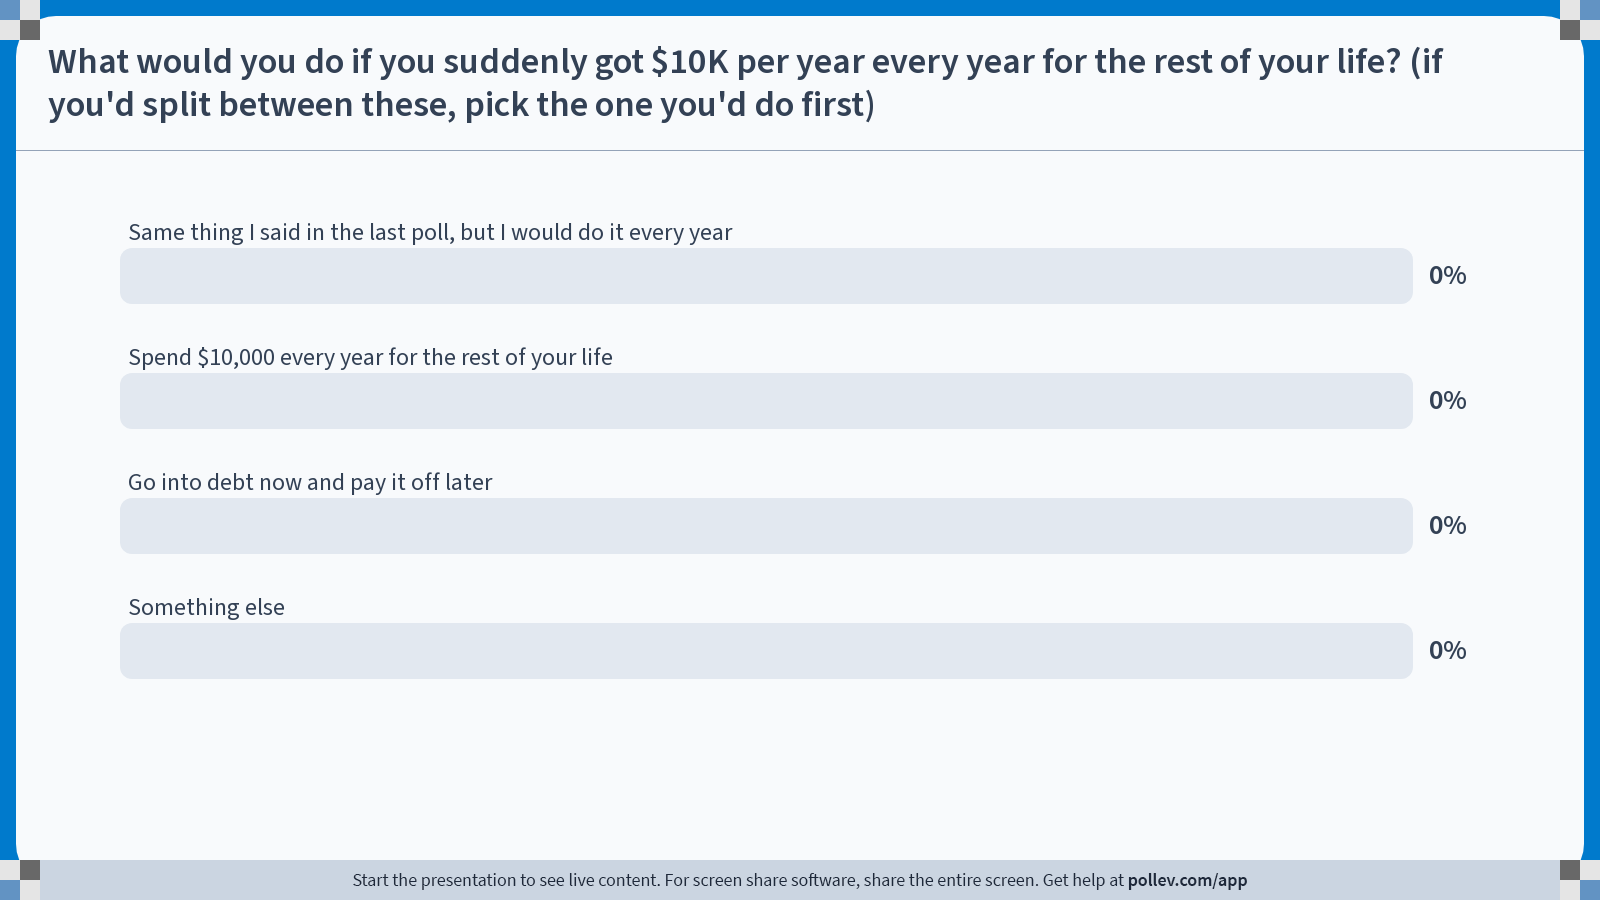 What would you do if you suddenly got $10K per year every year for the rest of your life? (if
you'd split between these, pick the one you'd do first)
Same thing I said in the last poll, but I would do it every year
0%
Spend $10,000 every year for the rest of your life
0%
Go into debt now and pay it off later
0%
Something else
0%
Start the presentation to see live content. For screen share software, share the entire screen. Get help at pollev.com/app